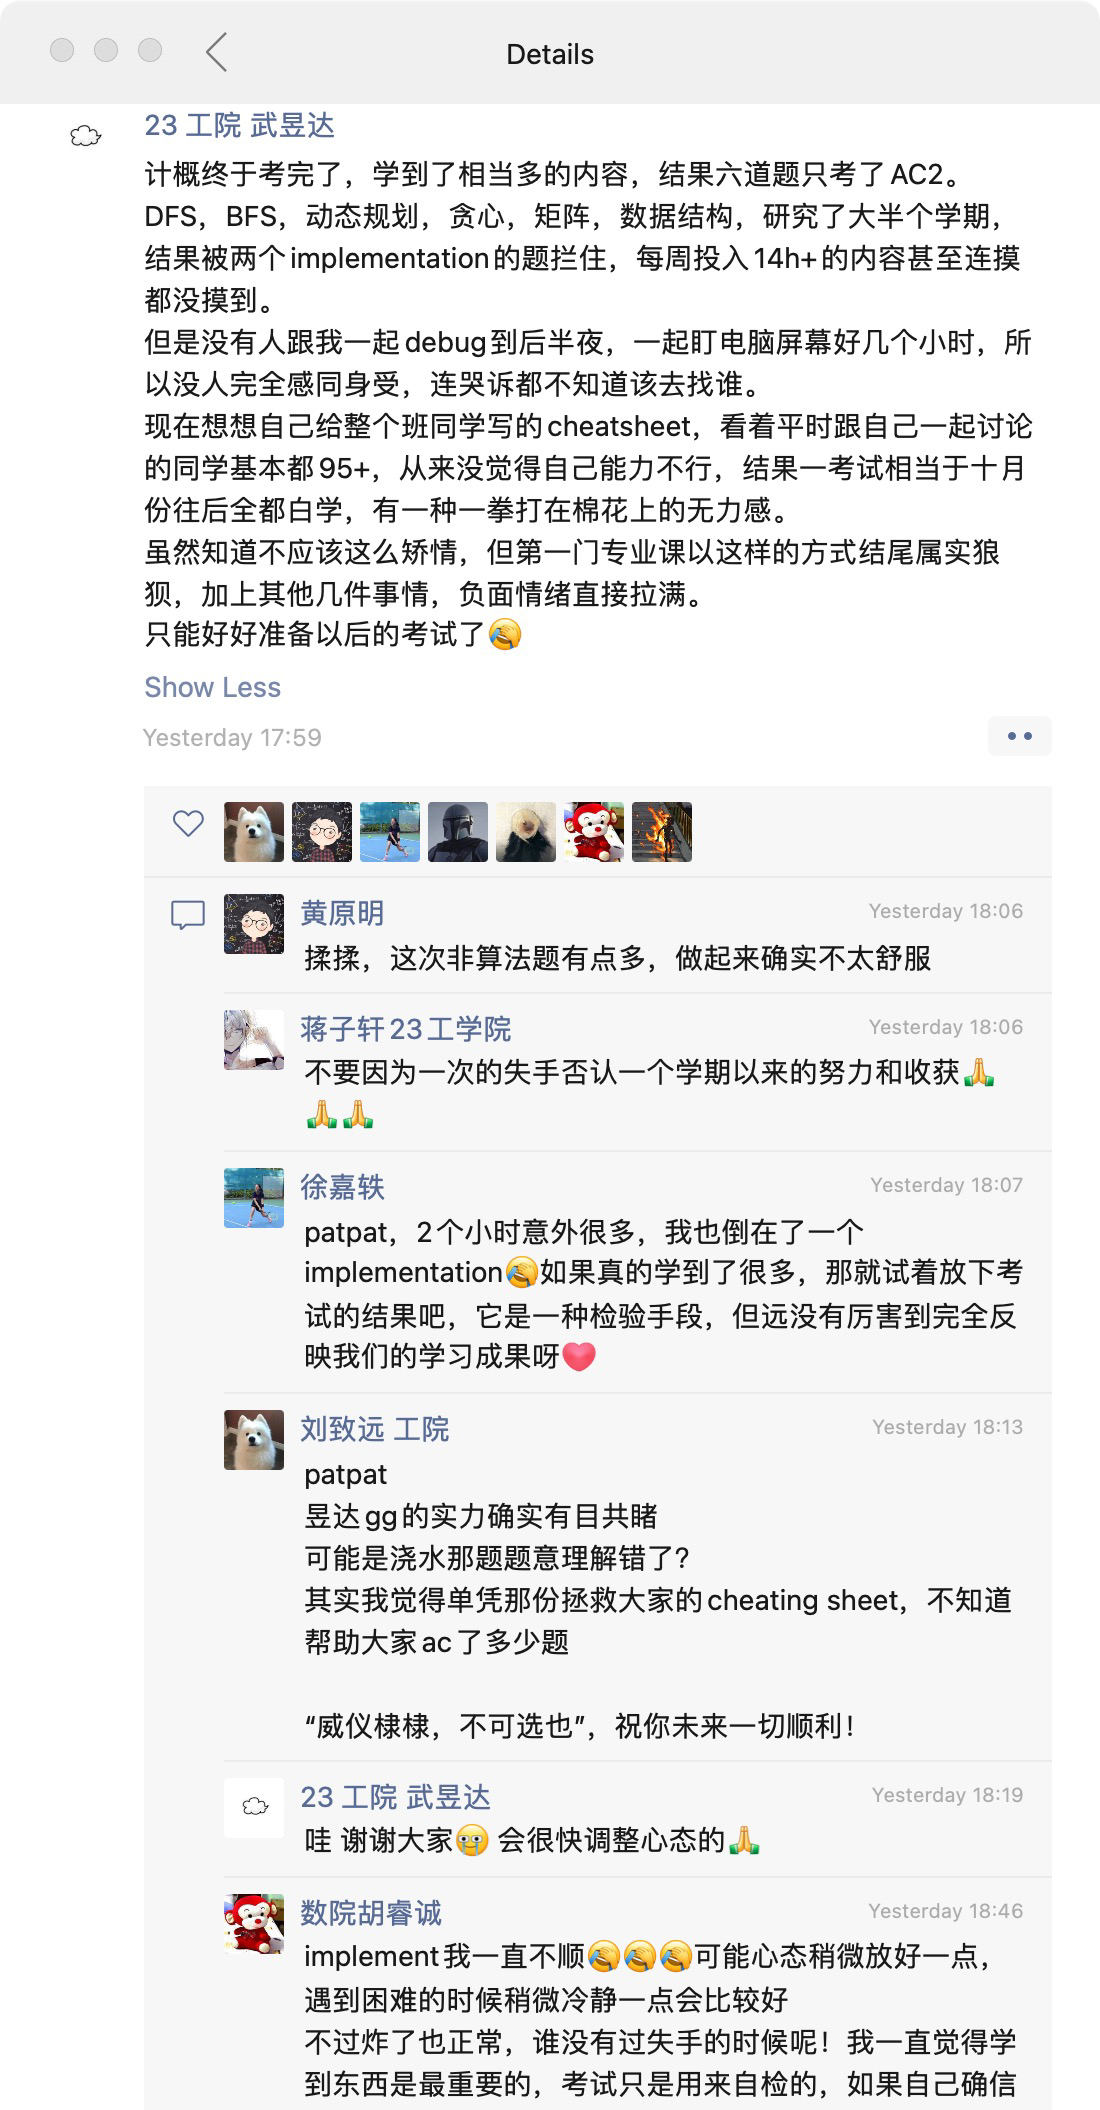 Details
23 工院 武昱达
计概终于考完了，学到了相当多的内容，结果六道题只考了AC2。
DFS，BFS，动态规划，贪心，矩阵，数据结构，研究了大半个学期，
结果被两个implementation的题拦住，每周投入14h+的内容甚至连摸
都没摸到。
但是没有人跟我一起debug到后半夜，一起盯电脑屏幕好几个小时，所
以没人完全感同身受，连哭诉都不知道该去找谁。
现在想想自己给整个班同学写的cheatsheet，看着平时跟自己一起讨论
的同学基本都95+，从来没觉得自己能力不行，结果一考试相当于十月
份往后全都白学，有一种一拳打在棉花上的无力感。
虽然知道不应该这么矫情，但第一门专业课以这样的方式结尾属实狼
狈，加上其他几件事情，负面情绪直接拉满。
只能好好准备以后的考试了🤣
Show Less
Yesterday 17:59
黄原明
Yesterday 18:06
揉揉，这次非算法题有点多，做起来确实不太舒服
蒋子轩23工学院
Yesterday 18:06
不要因为一次的失手否认一个学期以来的努力和收获🙏
🙏🙏
徐嘉轶
Yesterday 18:07
patpat，2个小时意外很多，我也倒在了一个
implementation🤣如果真的学到了很多，那就试着放下考
试的结果吧，它是一种检验手段，但远没有厉害到完全反
映我们的学习成果呀❤
刘致远 工院
Yesterday 18:13
patpat
昱达gg的实力确实有目共睹
可能是浇水那题题意理解错了？
其实我觉得单凭那份拯救大家的cheating sheet，不知道
帮助大家ac了多少题
“威仪棣棣，不可选也”，祝你未来一切顺利！
23 工院 武昱达
Yesterday 18:19
哇 谢谢大家🥹 会很快调整心态的🙏
数院胡睿诚
Yesterday 18:46
implement我一直不顺🤣🤣🤣可能心态稍微放好一点，
遇到困难的时候稍微冷静一点会比较好
不过炸了也正常，谁没有过失手的时候呢！我一直觉得学
到东西是最重要的，考试只是用来自检的，如果自己确信